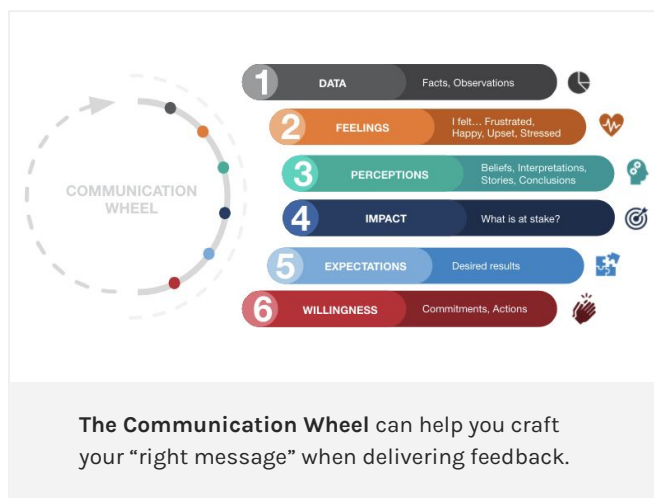 COMMUNICATION
WHEEL
1 DATA Facts, Observations
2 FEELINGS I felt... Frustrated,
Happy, Upset, Stressed
3 PERCEPTIONS Beliefs, Interpretations,
Stories, Conclusions
4 IMPACT What is at stake?
5 EXPECTATIONS Desired results
6 WILLINGNESS Commitments, Actions
The Communication Wheel can help you craft
your “right message” when delivering feedback.